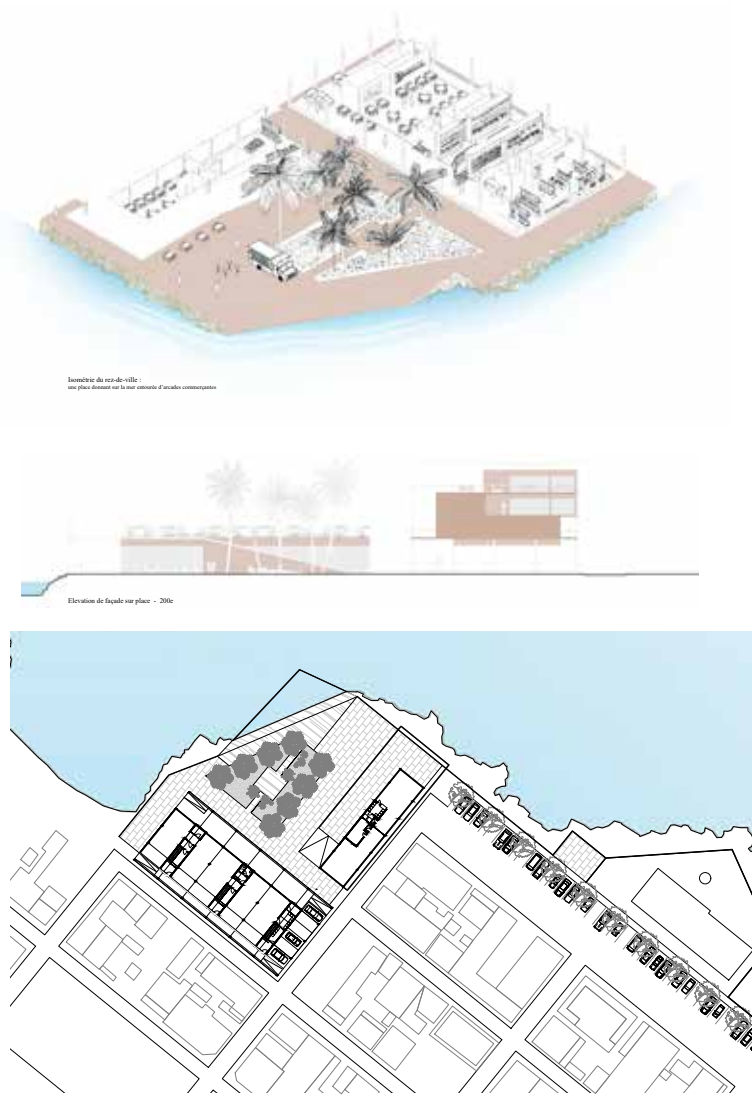 Isométrie du rez-de-ville :
une place donnant sur la mer entourée d'arcades commerçantes
Elevation de façade sur place - 200e